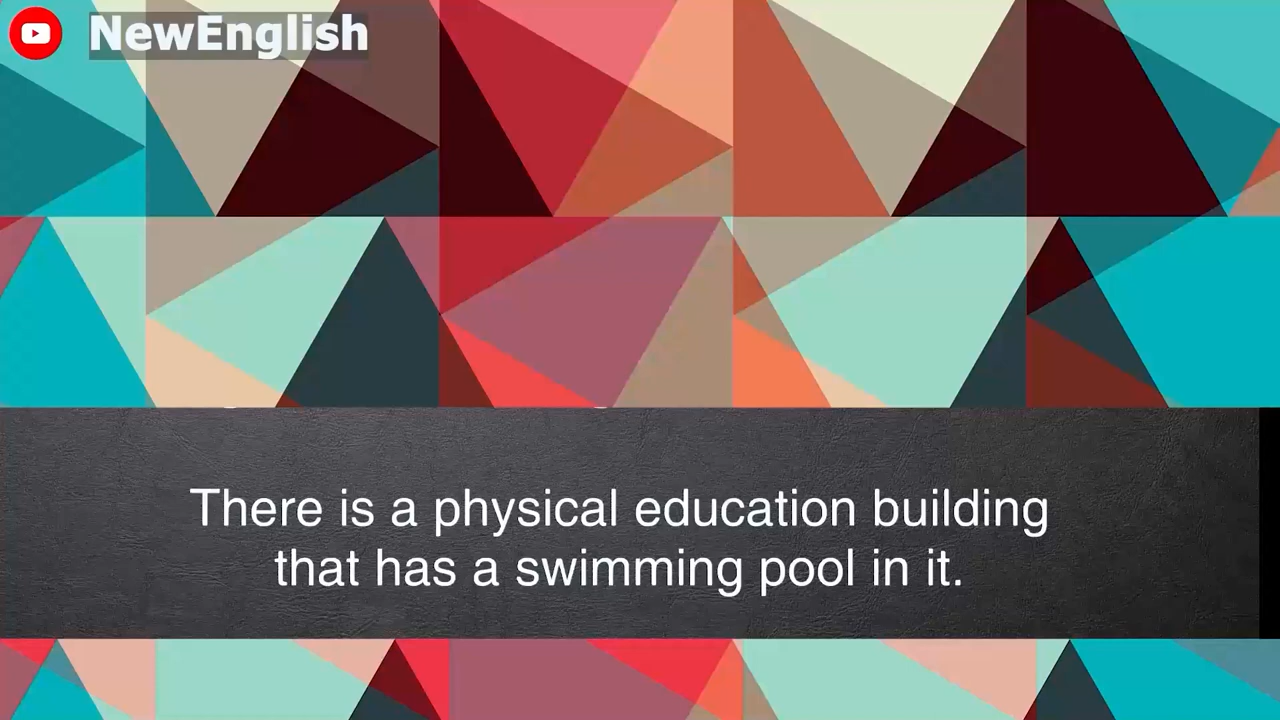 NewEnglish
There is a physical education building
that has a swimming pool in it.